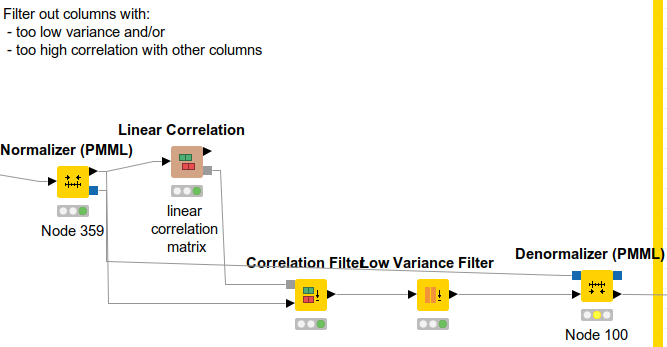 Filter out columns with:
- too low variance and/or
- too high correlation with other columns
Linear Correlation
Normalizer (PMML)
linear
correlation
matrix
Node 359
Correlation Filter
Low Variance Filter
Denormalizer (PMML)
Node 100